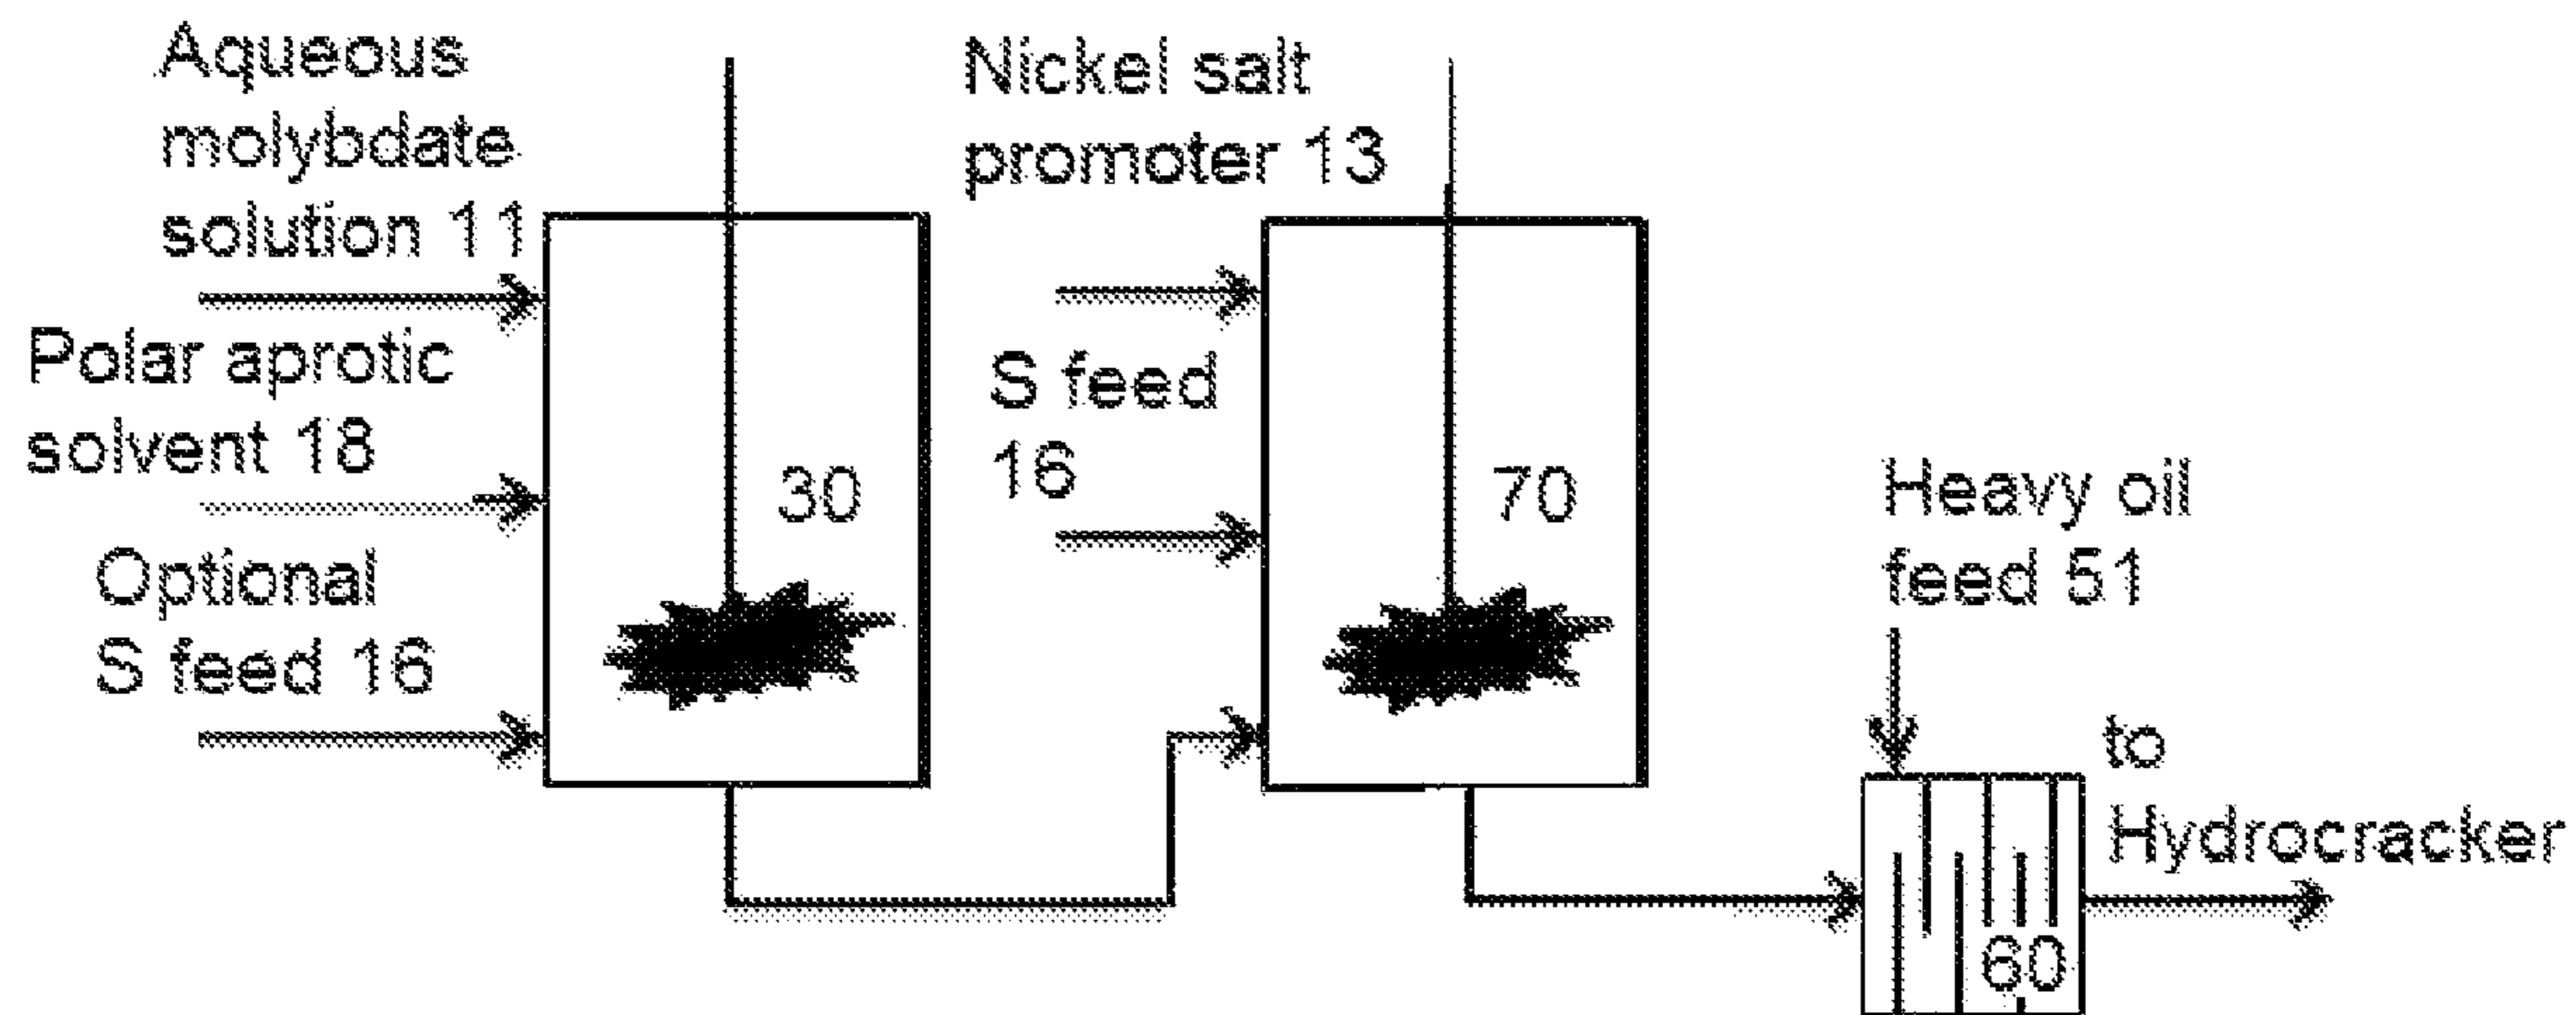 Aqueous
molybdate
solution 11
Polar aprotic
solvent 18
Optional
S feed 16
30
Nickel salt
promoter 13
S feed
16
70
Heavy oil
feed 51
to
Hydrocracker
60